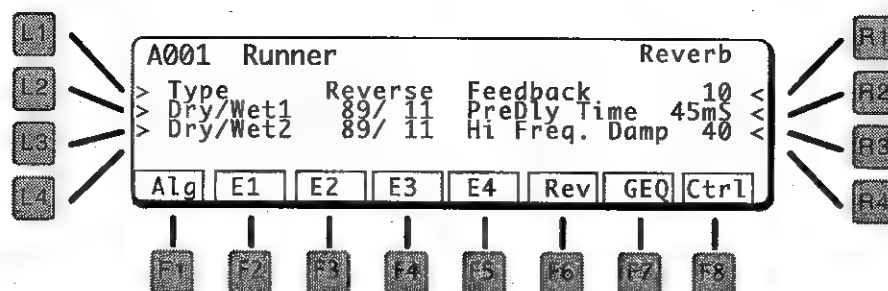 L1
R1
A001 Runner Reverb
L2
R2
> Type Reverse Feedback 10 <
> Dry/Wet1 89/ 11 PreDly Time 45mS <
> Dry/Wet2 89/ 11 Hi Freq. Damp 40 <
L3
R3
L4
R4
Alg E1 E2 E3 E4 Rev GEQ Ctrl
F1 F2 F3 F4 F5 F6 F7 F8